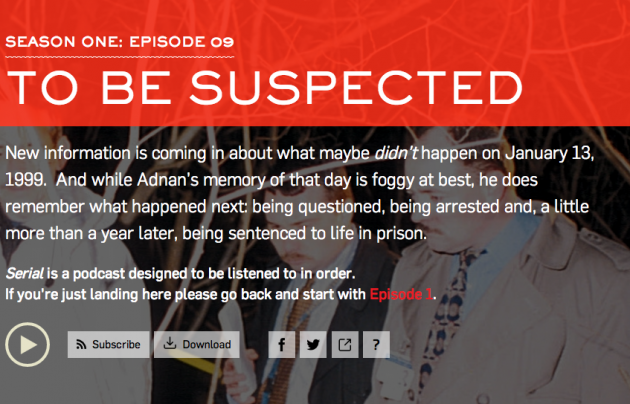 SEASON ONE: EPISODE 09
TO BE SUSPECTED
New information is coming in about what maybe didn't happen on January 13,
1999. And while Adnan's memory of that day is foggy at best, he does
remember what happened next: being questioned, being arrested and, a little
more than a year later, being sentenced to life in prison.
Serial is a podcast designed to be listened to in order.
If you're just landing here please go back and start with Episode 1.
Subscribe Download f ?